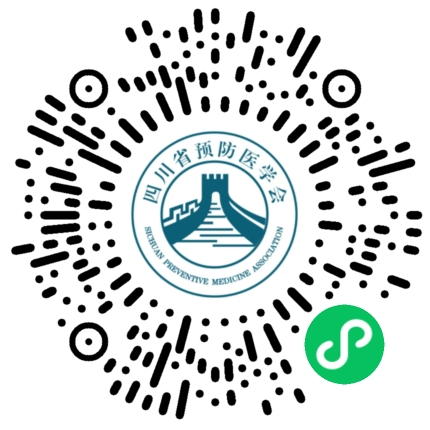 四川省预防医学会
SICHUAN PREVENTIVE MEDICINE ASSOCIATION